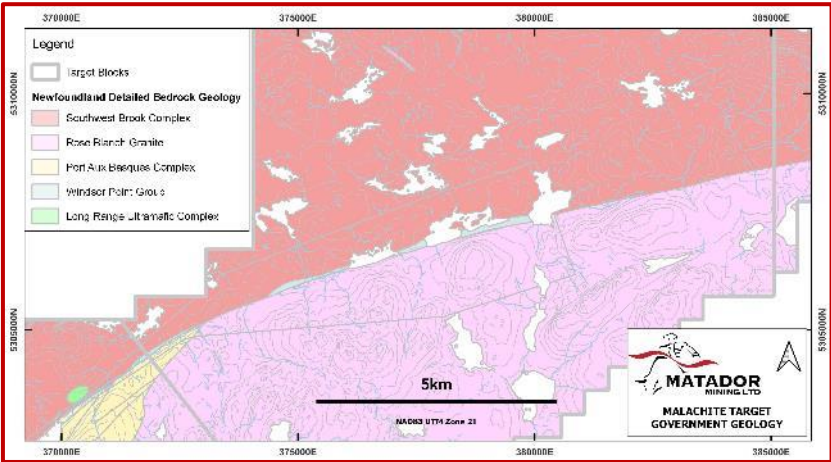 370000E 375000E 380000E 385000E
Legend
Target Blocks
Newfoundland Detailed Bedrock Geology
Southwest Brook Complex
Rose Blanch Granite
Port Aux Basques Complex
Windsor Point Group
Long Range Ultramafic Complex
5310000N
5310000N
5305000N
5305000N
5km
NAD83 UTM Zone 21
MATADOR
MINING LTD
MALACHITE TARGET
GOVERNMENT GEOLOGY
370000E 375000E 380000E 385000E